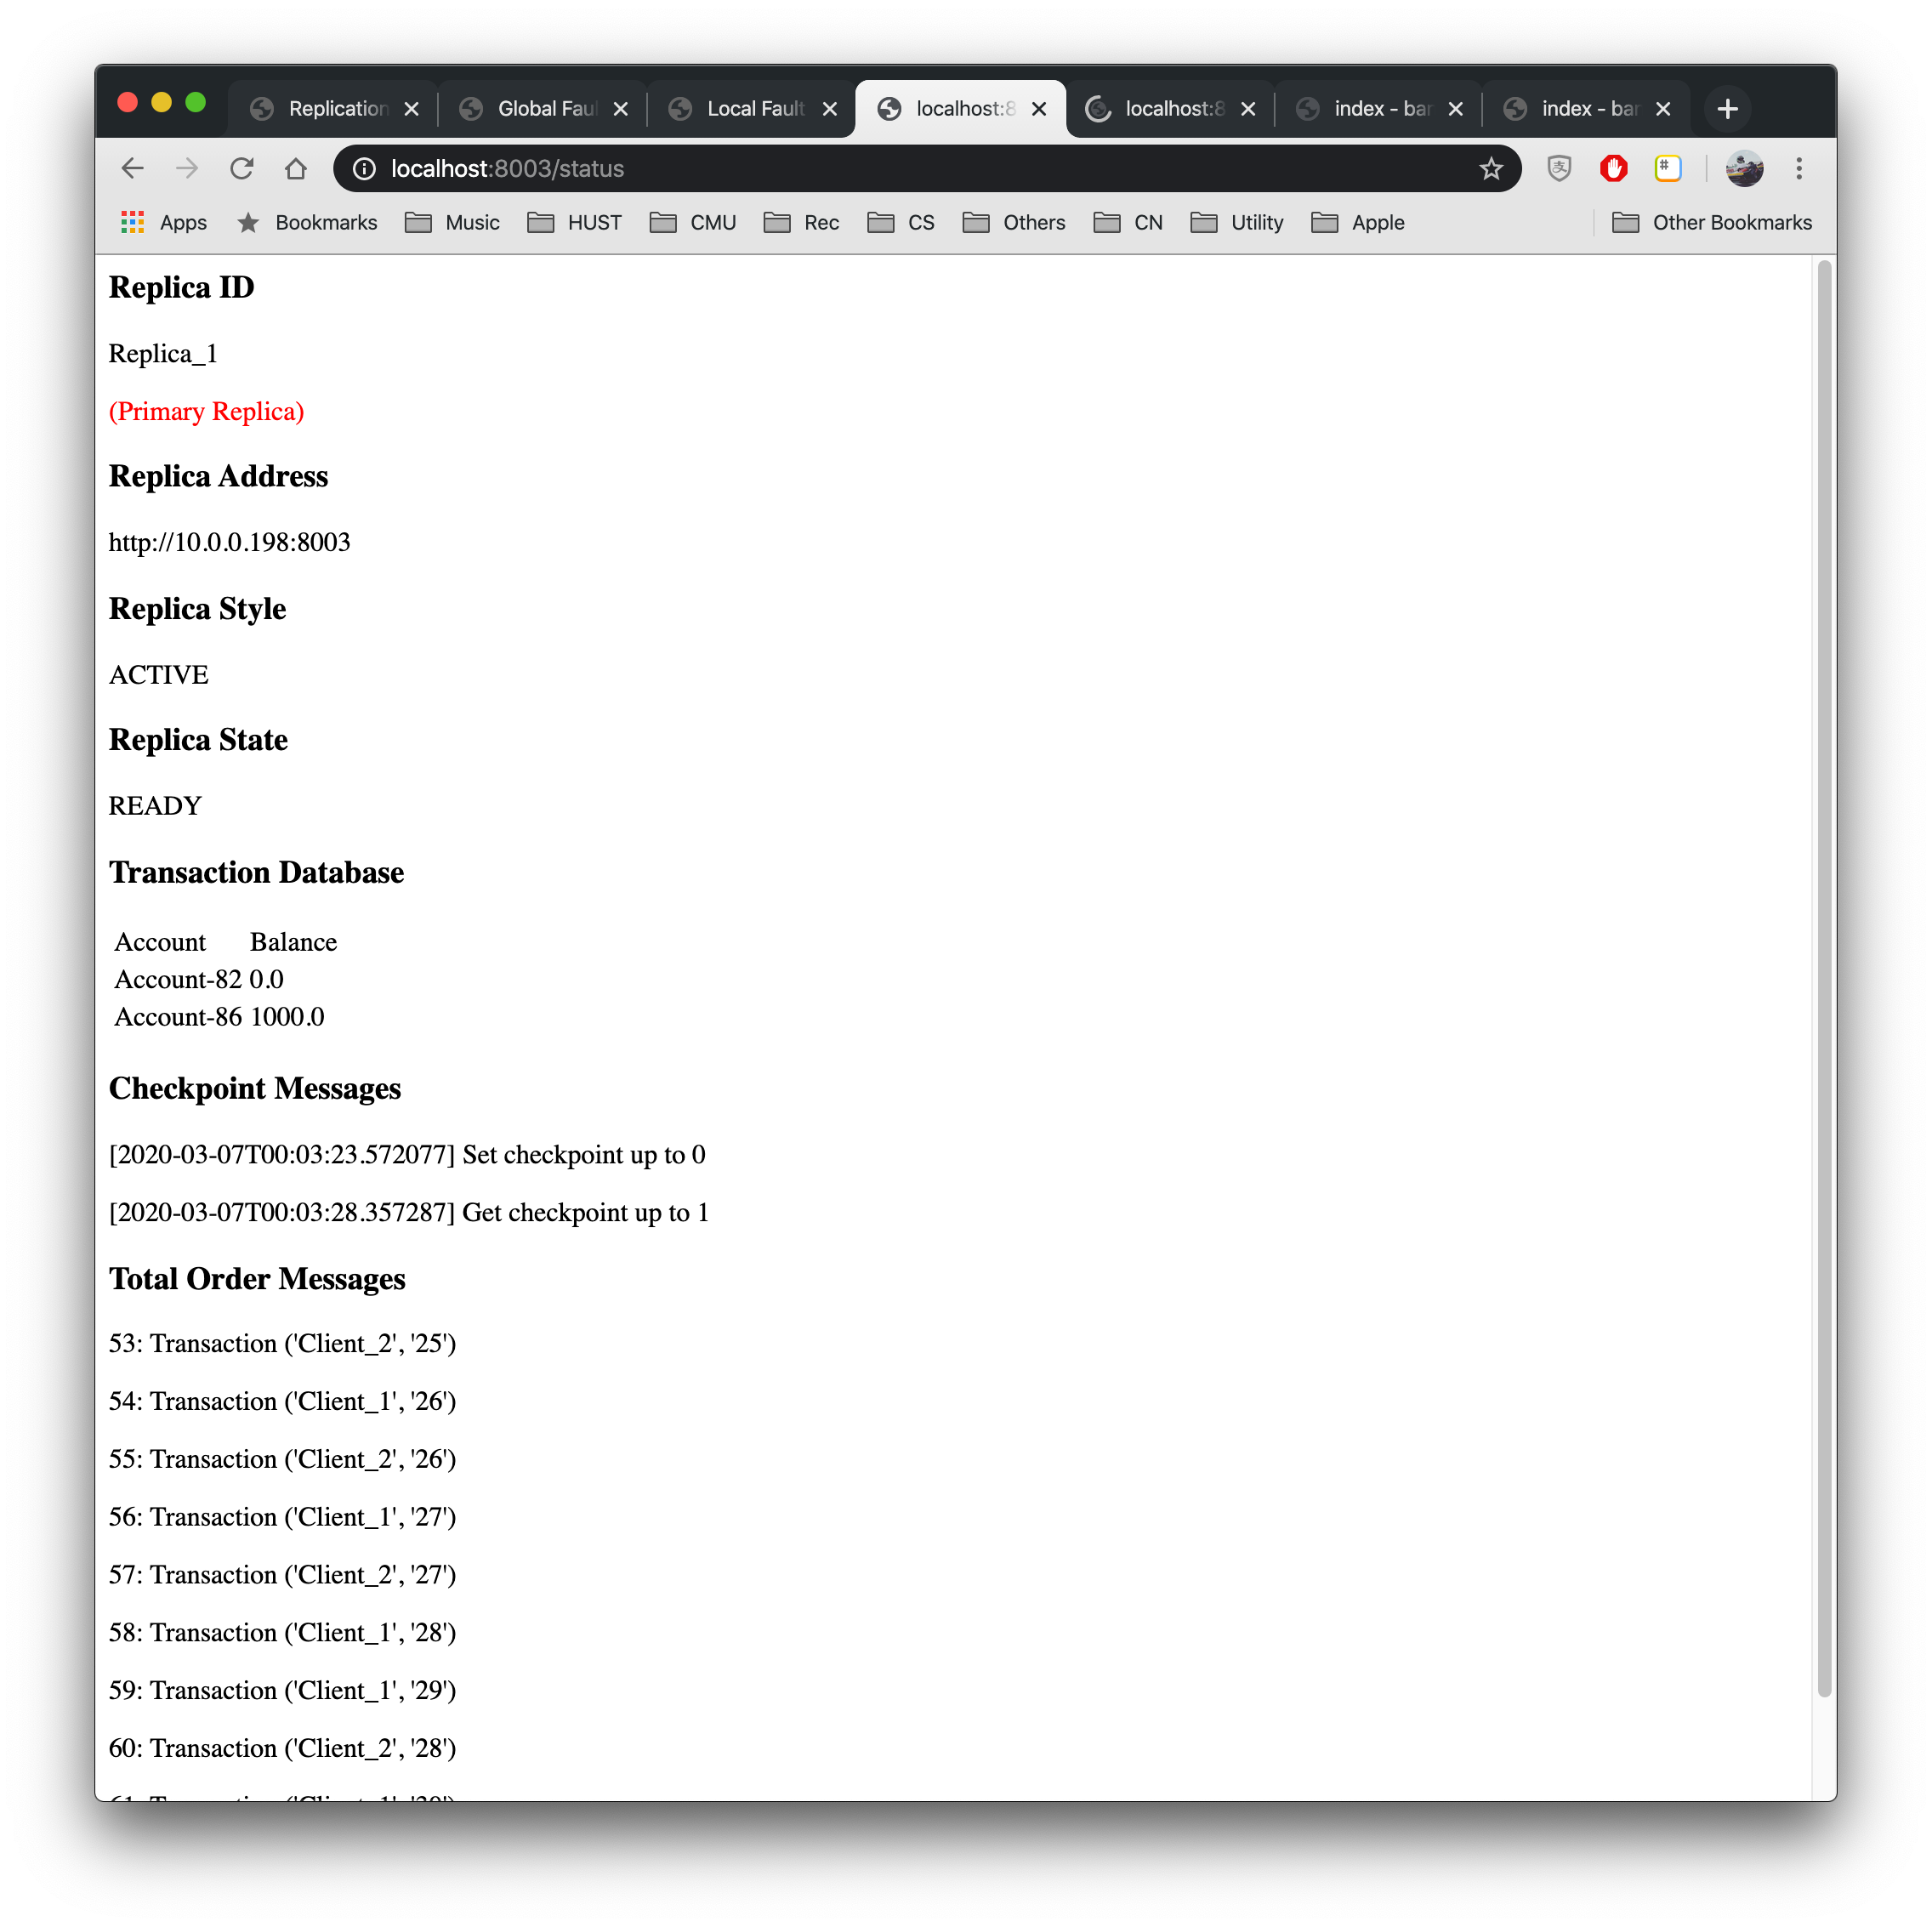 Replication
Global Faul
Local Fault
localhost:8
localhost:8
index - bar
index - bar
localhost:8003/status
Apps
Bookmarks
Music
HUST
CMU
Rec
CS
Others
CN
Utility
Apple
Other Bookmarks
Replica ID
Replica_1
(Primary Replica)
Replica Address
http://10.0.0.198:8003
Replica Style
ACTIVE
Replica State
READY
Transaction Database
Account Balance
Account-82 0.0
Account-86 1000.0
Checkpoint Messages
[2020-03-07T00:03:23.572077] Set checkpoint up to 0
[2020-03-07T00:03:28.357287] Get checkpoint up to 1
Total Order Messages
53: Transaction ('Client_2', '25')
54: Transaction ('Client_1', '26')
55: Transaction ('Client_2', '26')
56: Transaction ('Client_1', '27')
57: Transaction ('Client_2', '27')
58: Transaction ('Client_1', '28')
59: Transaction ('Client_1', '29')
60: Transaction ('Client_2', '28')